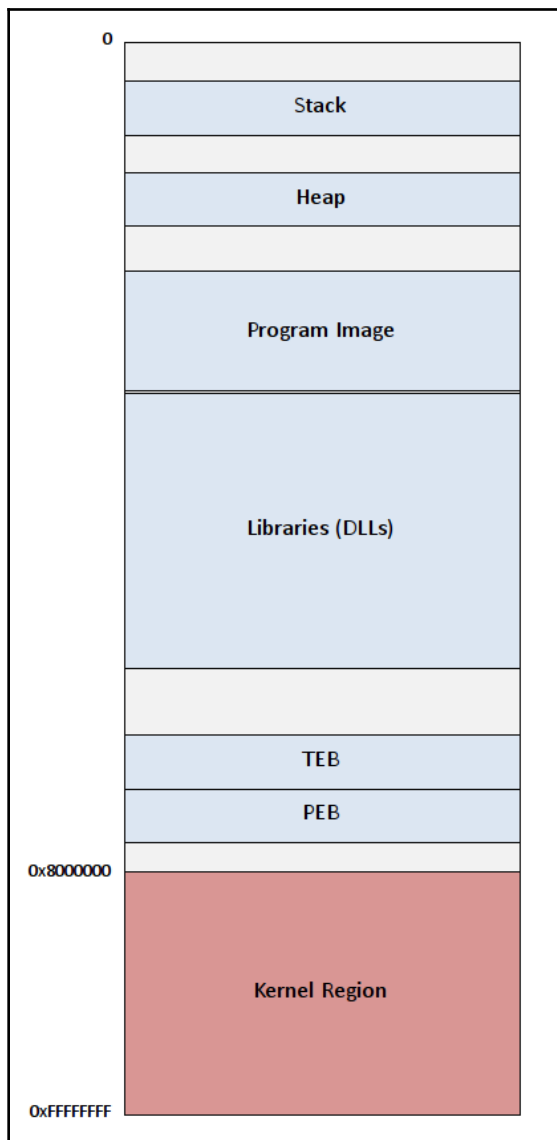 0
Stack
Heap
Program Image
Libraries (DLLs)
TEB
PEB
0x8000000
Kernel Region
0xFFFFFFFF